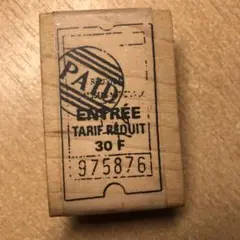 PAID
ENTRÉE
TARIF RÉDUIT
30 F
975876